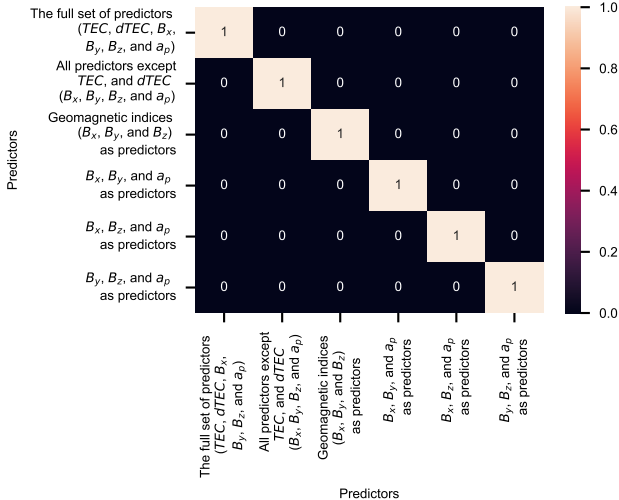 The full set of predictors
(TEC, dTEC, Bx,
By, Bz, and ap)
All predictors except
TEC, and dTEC
(Bx, By, Bz, and ap)
Geomagnetic indices
(Bx, By, and Bz)
as predictors
Bx, By, and ap
as predictors
Bx, Bz, and ap
as predictors
By, Bz, and ap
as predictors
Predictors
1 0 0 0 0 0
0 1 0 0 0 0
0 0 1 0 0 0
0 0 0 1 0 0
0 0 0 0 1 0
0 0 0 0 0 1
1.0
0.8
0.6
0.4
0.2
0.0
The full set of predictors
(TEC, dTEC, Bx,
By, Bz, and ap)
All predictors except
TEC, and dTEC
(Bx, By, Bz, and ap)
Geomagnetic indices
(Bx, By, and Bz)
as predictors
Bx, By, and ap
as predictors
Bx, Bz, and ap
as predictors
By, Bz, and ap
as predictors
Predictors